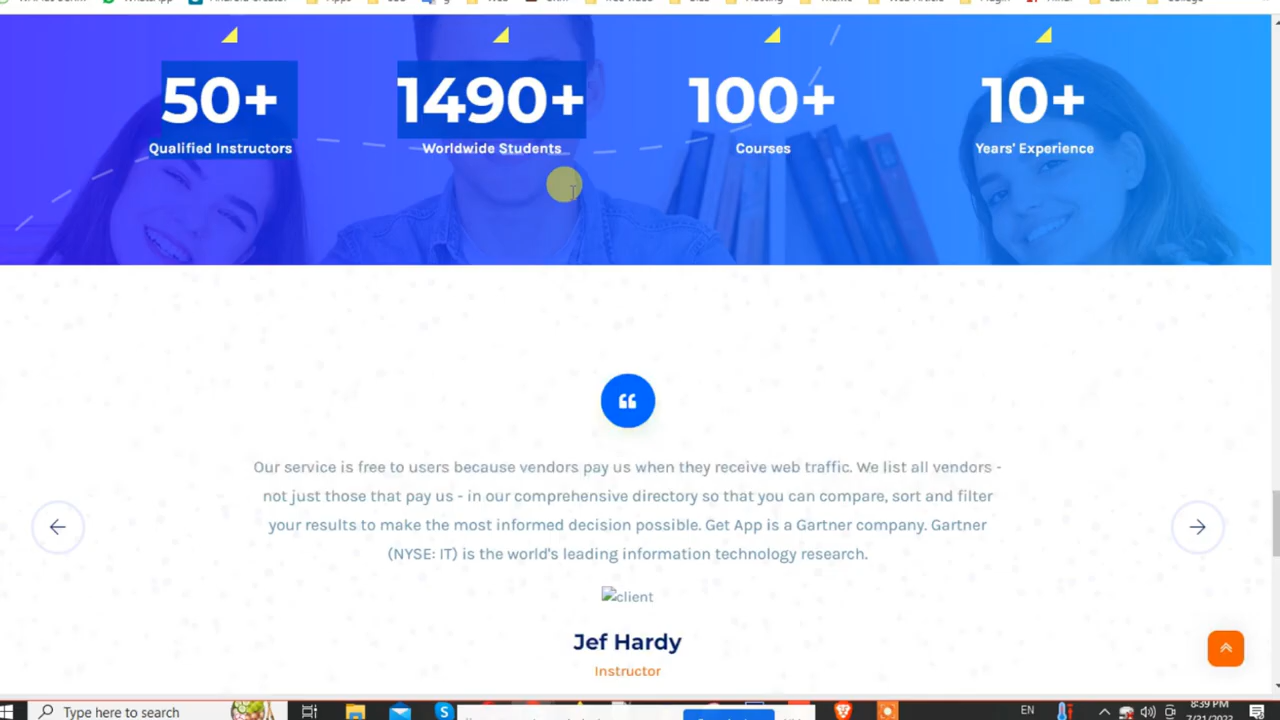 50+
1490+
100+
10+
Qualified Instructors
Worldwide Students
Courses
Years' Experience
Our service is free to users because vendors pay us when they receive web traffic. We list all vendors -
not just those that pay us - in our comprehensive directory so that you can compare, sort and filter
your results to make the most informed decision possible. Get App is a Gartner company. Gartner
(NYSE: IT) is the world's leading information technology research.
client
Jef Hardy
Instructor
Type here to search
EN
8:39 PM